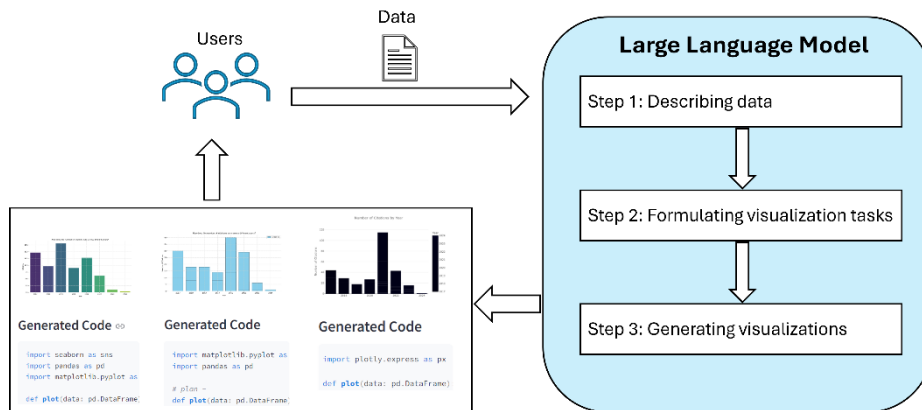 Users
Data
Large Language Model
Step 1: Describing data
Step 2: Formulating visualization tasks
Step 3: Generating visualizations
Number of Citations by Year
Generated Code
import seaborn as sns
import pandas as pd
import matplotlib.pyplot as
def plot(data: pd.DataFrame)
Generated Code
import matplotlib.pyplot as
import pandas as pd
# plan -
def plot(data: pd.DataFrame)
Generated Code
import plotly.express as px
def plot(data: pd.DataFrame)